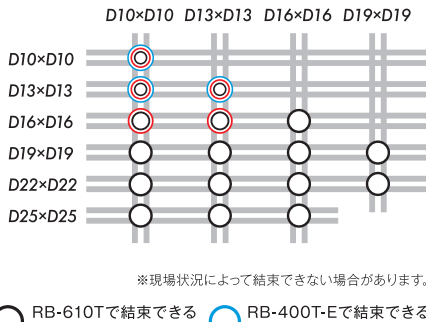 D10×D10 D13×D13 D16×D16 D19×D19
D10×D10
D13×D13
D16×D16
D19×D19
D22×D22
D25×D25
※現場状況によって結束できない場合があります。
RB-610Tで結束できる RB-400T-Eで結束できる